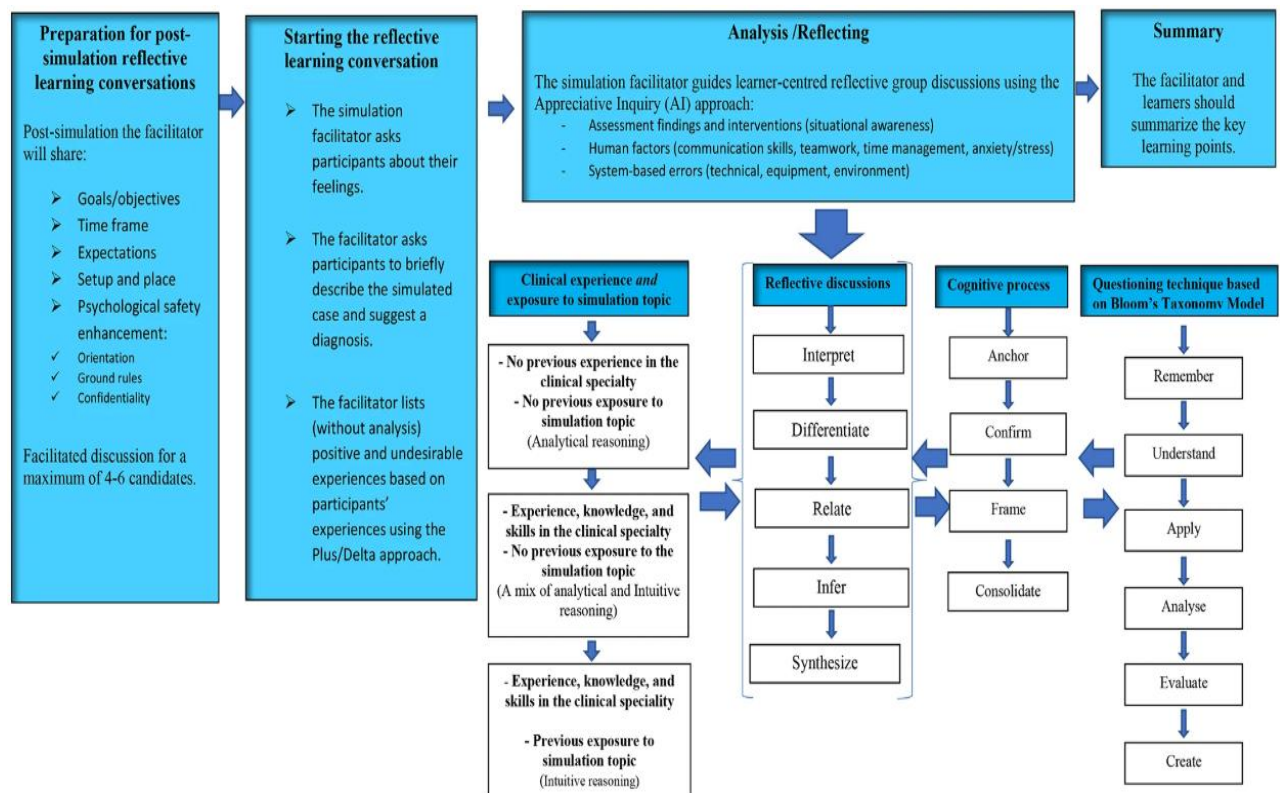 Preparation for post-
simulation reflective
learning conversations
Post-simulation the facilitator
will share:
➢ Goals/objectives
➢ Time frame
➢ Expectations
➢ Setup and place
➢ Psychological safety
enhancement:
✓ Orientation
✓ Ground rules
✓ Confidentiality
Facilitated discussion for a
maximum of 4-6 candidates.
Starting the reflective
learning conversation
➢ The simulation
facilitator asks
participants about their
feelings.
➢ The facilitator asks
participants to briefly
describe the simulated
case and suggest a
diagnosis.
➢ The facilitator lists
(without analysis)
positive and undesirable
experiences based on
participants'
experiences using the
Plus/Delta approach.
Analysis /Reflecting
The simulation facilitator guides learner-centred reflective group discussions using the
Appreciative Inquiry (AI) approach:
- Assessment findings and interventions (situational awareness)
- Human factors (communication skills, teamwork, time management, anxiety/stress)
- System-based errors (technical, equipment, environment)
Summary
The facilitator and
learners should
summarize the key
learning points.
Clinical experience and
exposure to simulation topic
- No previous experience in the
clinical specialty
- No previous exposure to
simulation topic
(Analytical reasoning)
- Experience, knowledge, and
skills in the clinical specialty
- No previous exposure to the
simulation topic
(A mix of analytical and Intuitive
reasoning)
- Experience, knowledge, and
skills in the clinical speciality
- Previous exposure to
simulation topic
(Intuitive reasoning)
Reflective discussions
Interpret
Differentiate
Relate
Infer
Synthesize
Cognitive process
Anchor
Confirm
Frame
Consolidate
Questioning technique based
on Bloom's Taxonomy Model
Remember
Understand
Apply
Analyse
Evaluate
Create